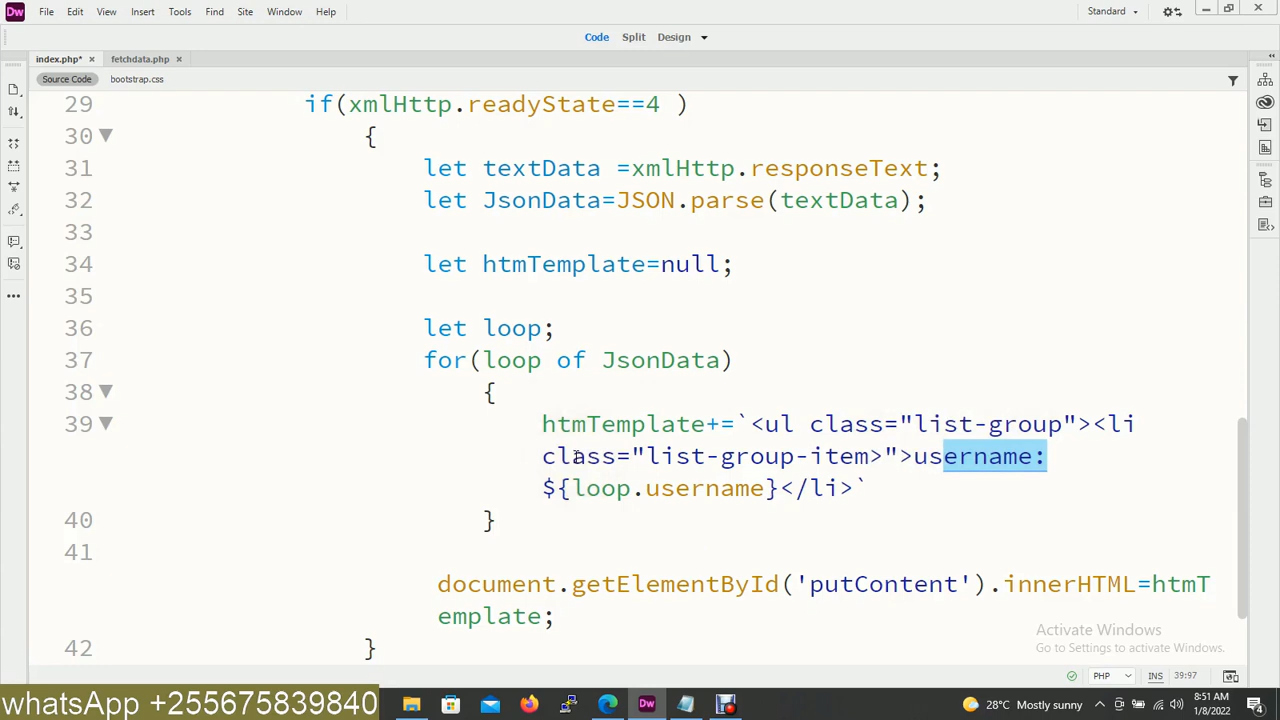 Dw File Edit View Insert Tools Find Site Window Help Standard
Code Split Design
index.php* fetchdata.php
Source Code bootstrap.css
29 if(xmlHttp.readyState==4 )
30 {
31 let textData =xmlHttp.responseText;
32 let JsonData=JSON.parse(textData);
33
34 let htmTemplate=null;
35
36 let loop;
37 for(loop of JsonData)
38 {
39 htmTemplate+=`<ul class="list-group"><li
class="list-group-item>">username:
${loop.username}</li>`
40 }
41
document.getElementById('putContent').innerHTML=htmT
emplate;
42 }
Activate Windows
Go to Settings to activate Windows.
PHP INS 39:97
whatsApp +255675839840
Dw
28°C Mostly sunny
8:51 AM
1/8/2022
4